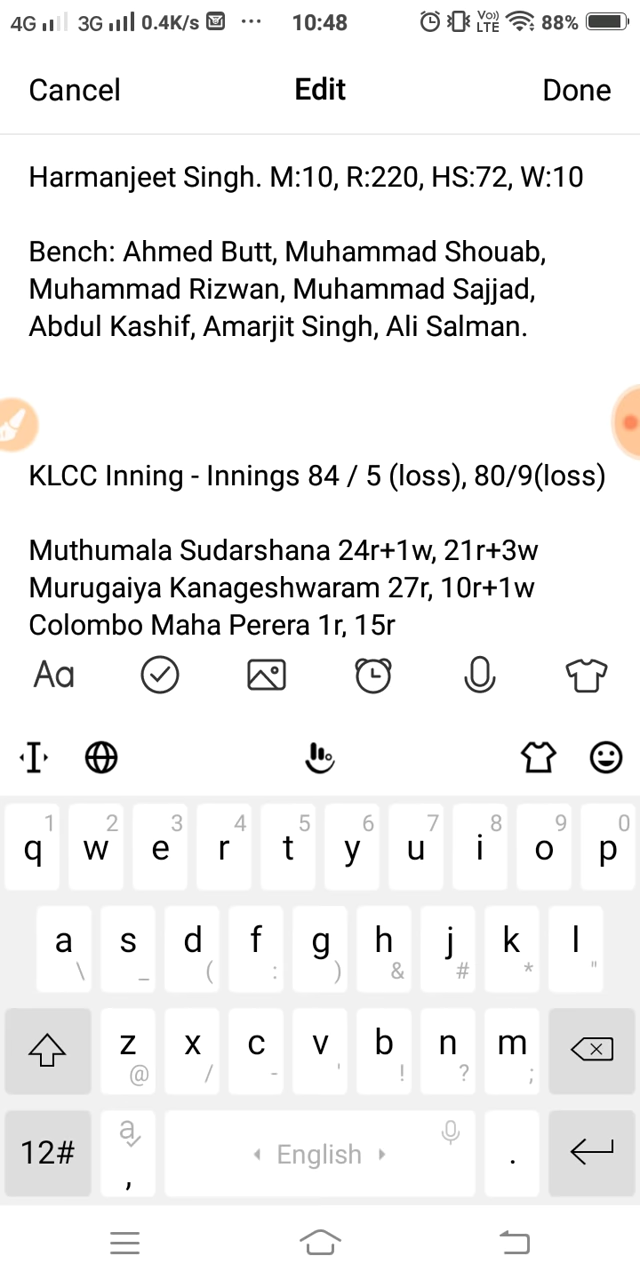 4G 3G 0.4K/s ... 10:48 Vo)) LTE 88%
Cancel Edit Done
Harmanjeet Singh. M:10, R:220, HS:72, W:10
Bench: Ahmed Butt, Muhammad Shouab,
Muhammad Rizwan, Muhammad Sajjad,
Abdul Kashif, Amarjit Singh, Ali Salman.
KLCC Inning - Innings 84 / 5 (loss), 80/9(loss)
Muthumala Sudarshana 24r+1w, 21r+3w
Murugaiya Kanageshwaram 27r, 10r+1w
Colombo Maha Perera 1r, 15r
Aa
1 2 3 4 5 6 7 8 9 0
q w e r t y u i o p
a s d f g h j k l
\ _ ( : ) & # * "
z x c v b n m
@ / - ' ! ? ;
12# a , English .